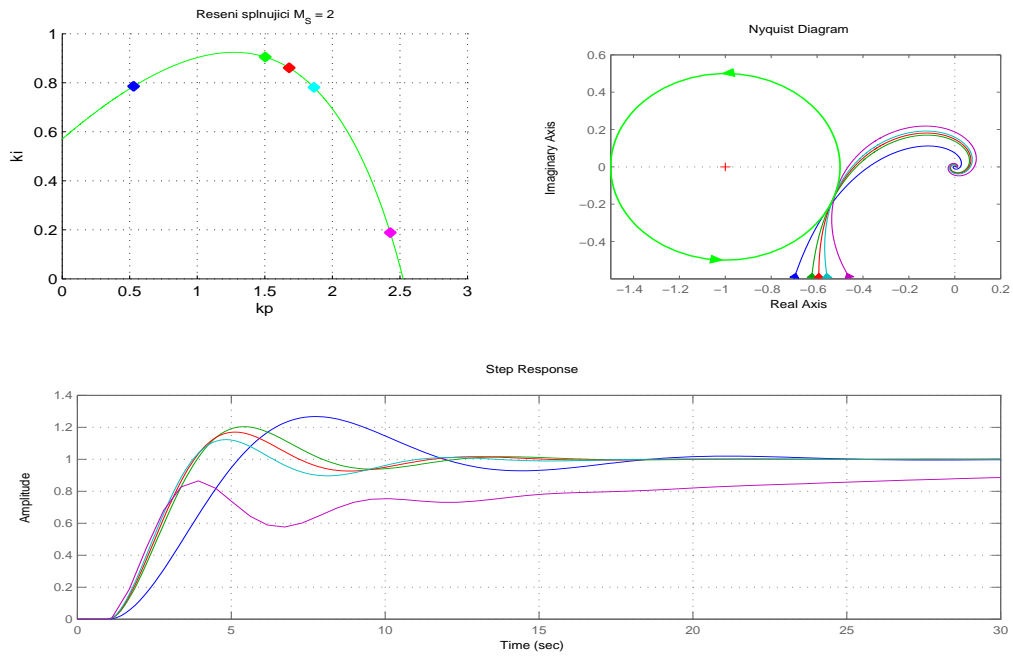 Reseni splnujici M_S = 2
1
0.8
0.6
0.4
0.2
0
ki
0 0.5 1 1.5 2 2.5 3
kp
Nyquist Diagram
0.6
0.4
0.2
0
−0.2
−0.4
Imaginary Axis
−1.4 −1.2 −1 −0.8 −0.6 −0.4 −0.2 0 0.2
Real Axis
Step Response
1.4
1.2
1
0.8
0.6
0.4
0.2
0
Amplitude
0 5 10 15 20 25 30
Time (sec)